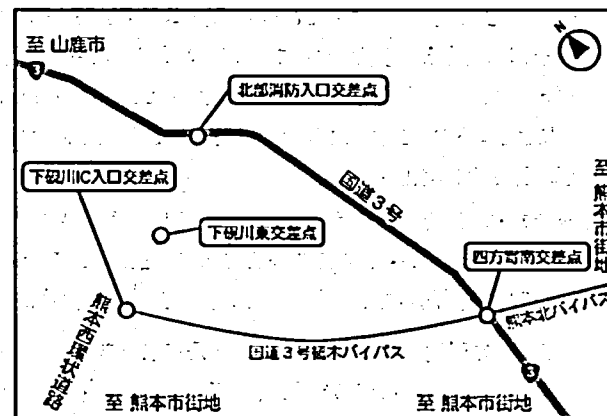 至 山鹿市
N
3
北部消防入口交差点
下硯川IC入口交差点
国道3号
至 熊本市街地
下硯川東交差点
四方寄南交差点
熊本西環状道路
国道3号植木バイパス
熊本北バイパス
3
至 熊本市街地
至 熊本市街地